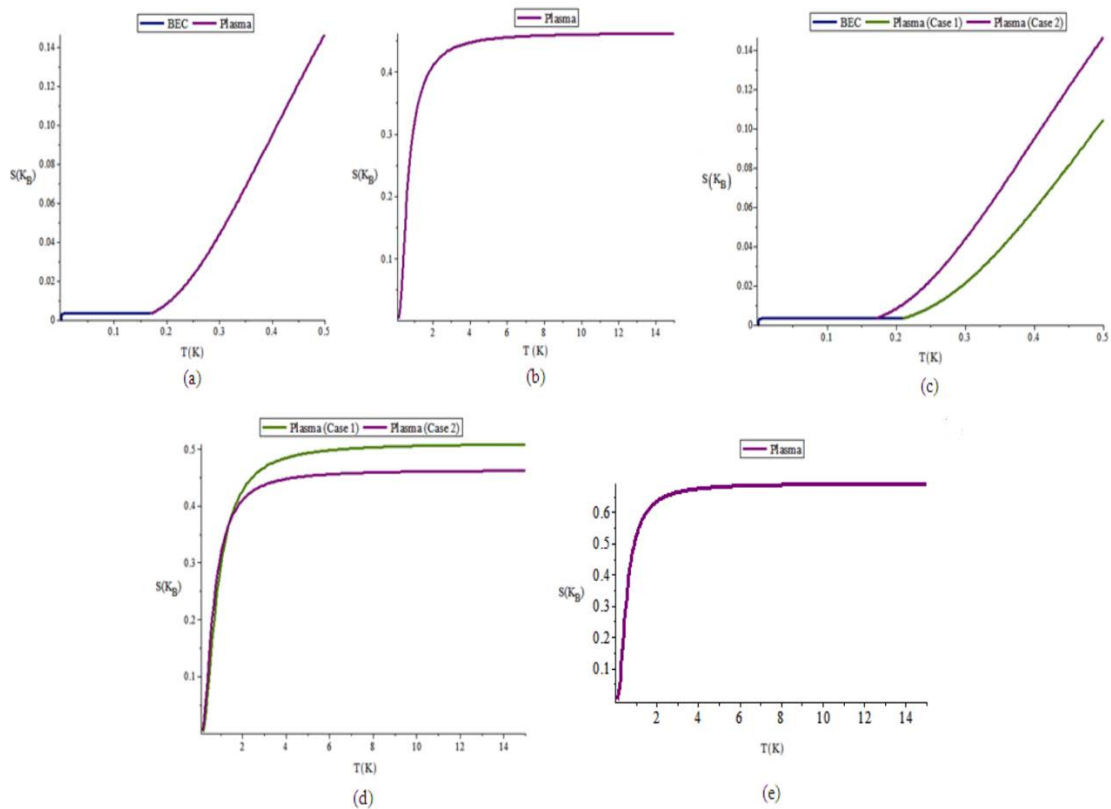 BEC Plasma
0.14
0.12
0.10
0.08
S(K_B)
0.06
0.04
0.02
0
0.1 0.2 0.3 0.4 0.5
T(K)
(a)
Plasma
0.4
0.3
S(K_B)
0.2
0.1
2 4 6 8 10 12 14
T (K)
(b)
BEC Plasma (Case 1) Plasma (Case 2)
0.14
0.12
0.10
0.08
S(K_B)
0.06
0.04
0.02
0
0.1 0.2 0.3 0.4 0.5
T(K)
(c)
Plasma (Case 1) Plasma (Case 2)
0.5
0.4
0.3
S(K_B)
0.2
0.1
2 4 6 8 10 12 14
T(K)
(d)
Plasma
0.6
0.5
0.4
S(K_B)
0.3
0.2
0.1
2 4 6 8 10 12 14
T(K)
(e)